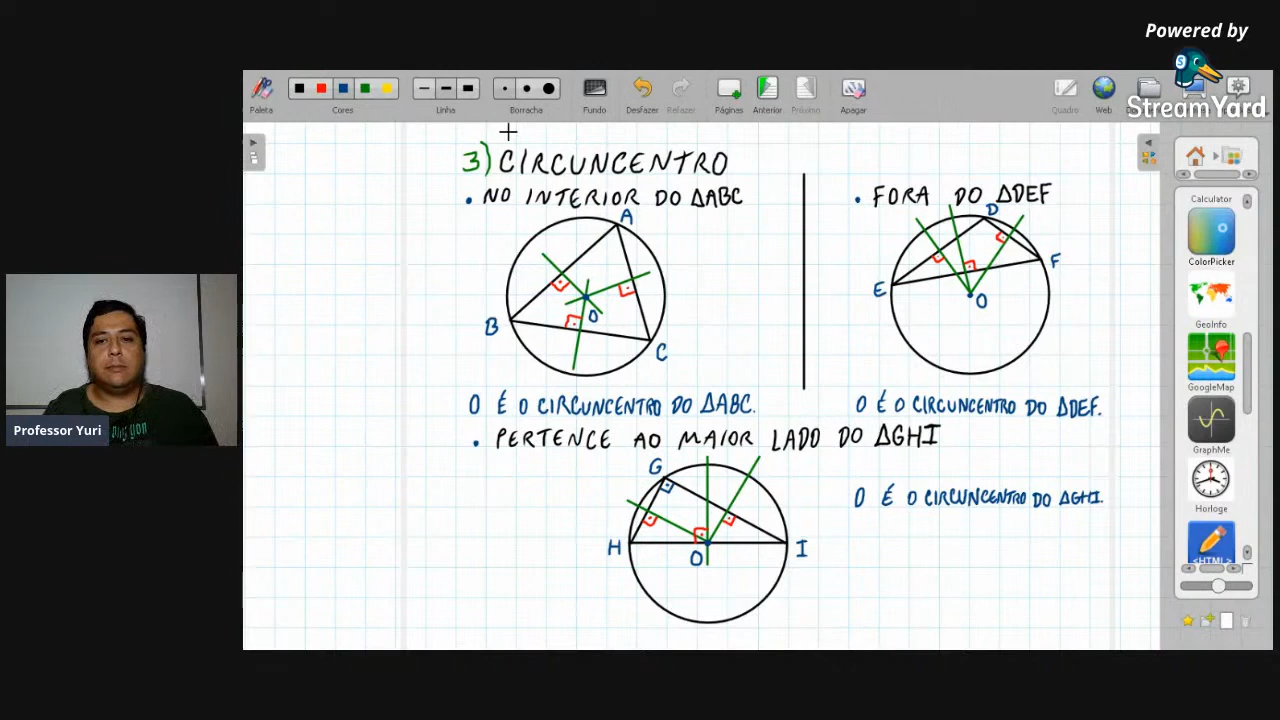 Powered by
StreamYard
Paleta
Cores
Linha
Borracha
Fundo
Desfazer
Refazer
Páginas
Anterior
Próximo
Apagar
Quadro
Web
3) CIRCUNCENTRO
• NO INTERIOR DO ΔABC
• FORA DO ΔDEF
A
B
C
O
D
E
F
O
O É O CIRCUNCENTRO DO ΔABC.
O É O CIRCUNCENTRO DO ΔDEF.
• PERTENCE AO MAIOR LADO DO ΔGHI
G
H
I
O
O É O CIRCUNCENTRO DO ΔGHI.
Calculator
ColorPicker
GeoInfo
GoogleMap
GraphMe
Horloge
<HTML>
Professor Yuri